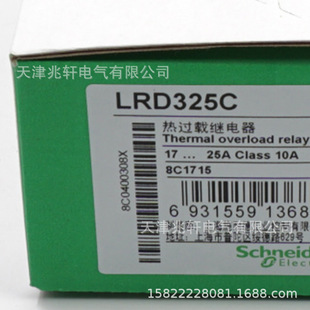 天津兆轩电气有限公司
LRD325C
热过载继电器
Thermal overload relay
17 ... 25A Class 10A
8C1715
8C0400308X
6 931559 1368
天津兆轩电气有限公司
Schneid
Elect
15822228081.1688.com